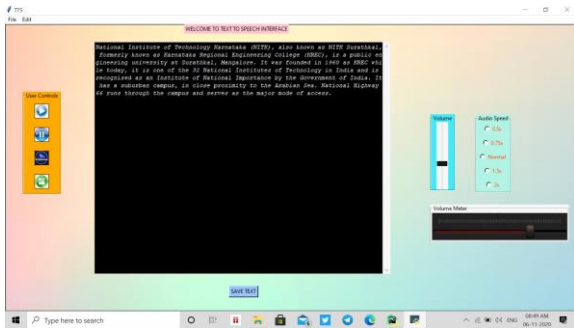 TTS
File Edit
WELCOME TO TEXT TO SPEECH INTERFACE
National Institute of Technology Karnataka (NITK), also known as NITK Surathkal,
formerly known as Karnataka Regional Engineering College (KREC), is a public en
gineering university at Surathkal, Mangalore. It was founded in 1960 as KREC whi
le today, it is one of the 31 National Institutes of Technology in India and is
recognised as an Institute of National Importance by the Government of India. It
has a suburban campus, in close proximity to the Arabian Sea. National Highway
66 runs through the campus and serves as the major mode of access.
User Controls
Volume
Audio Speed
0.5x
0.75x
Normal
1.5x
2x
Volume Meter
SAVE TEXT
Type here to search
ENG
08:49 AM
06-11-2020